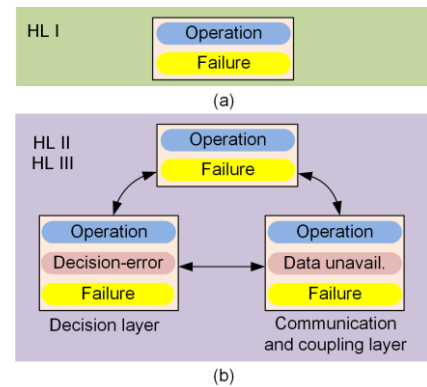 HL I
Operation
Failure
(a)
HL II
HL III
Operation
Failure
Operation
Decision-error
Failure
Decision layer
Operation
Data unavail.
Failure
Communication
and coupling layer
(b)